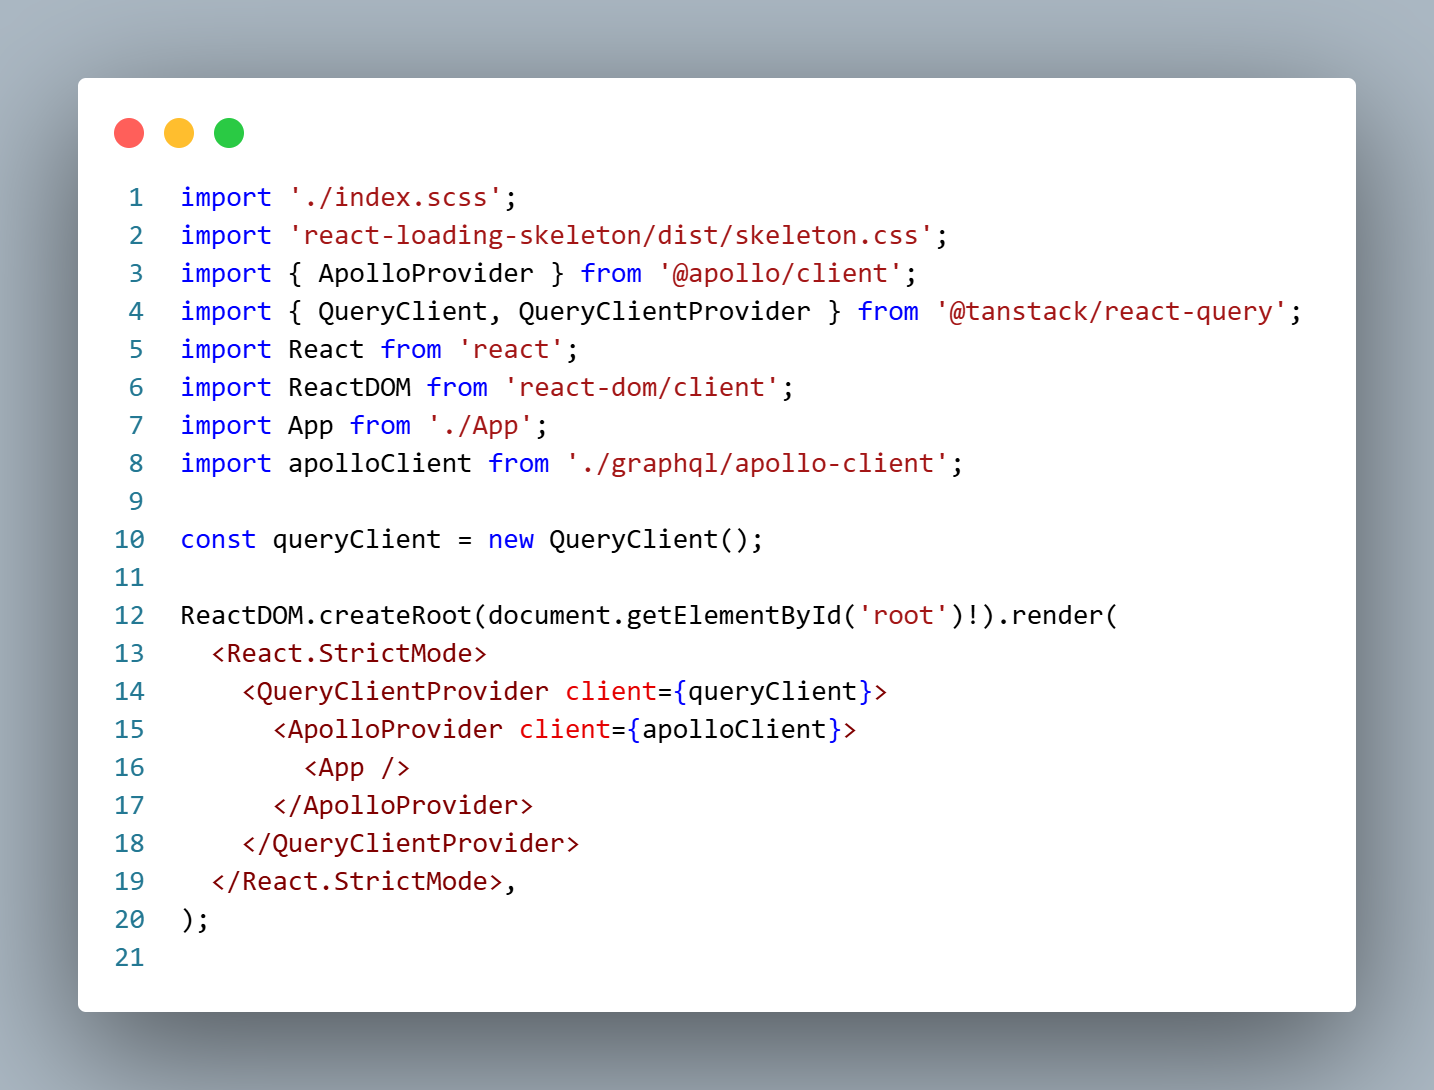 1 import './index.scss';
2 import 'react-loading-skeleton/dist/skeleton.css';
3 import { ApolloProvider } from '@apollo/client';
4 import { QueryClient, QueryClientProvider } from '@tanstack/react-query';
5 import React from 'react';
6 import ReactDOM from 'react-dom/client';
7 import App from './App';
8 import apolloClient from './graphql/apollo-client';
9
10 const queryClient = new QueryClient();
11
12 ReactDOM.createRoot(document.getElementById('root')!).render(
13   <React.StrictMode>
14     <QueryClientProvider client={queryClient}>
15       <ApolloProvider client={apolloClient}>
16         <App />
17       </ApolloProvider>
18     </QueryClientProvider>
19   </React.StrictMode>,
20 );
21